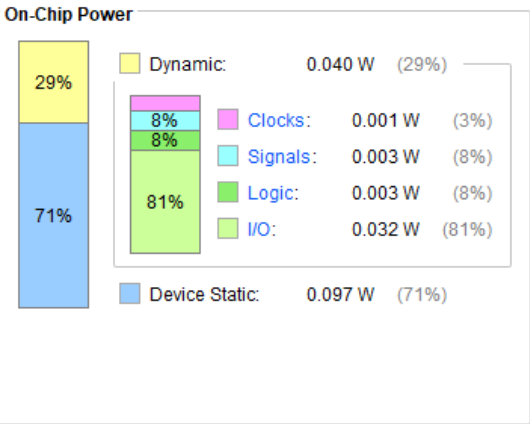 On-Chip Power
29%
71%
Dynamic: 0.040 W (29%)
8%
8%
81%
Clocks: 0.001 W (3%)
Signals: 0.003 W (8%)
Logic: 0.003 W (8%)
I/O: 0.032 W (81%)
Device Static: 0.097 W (71%)